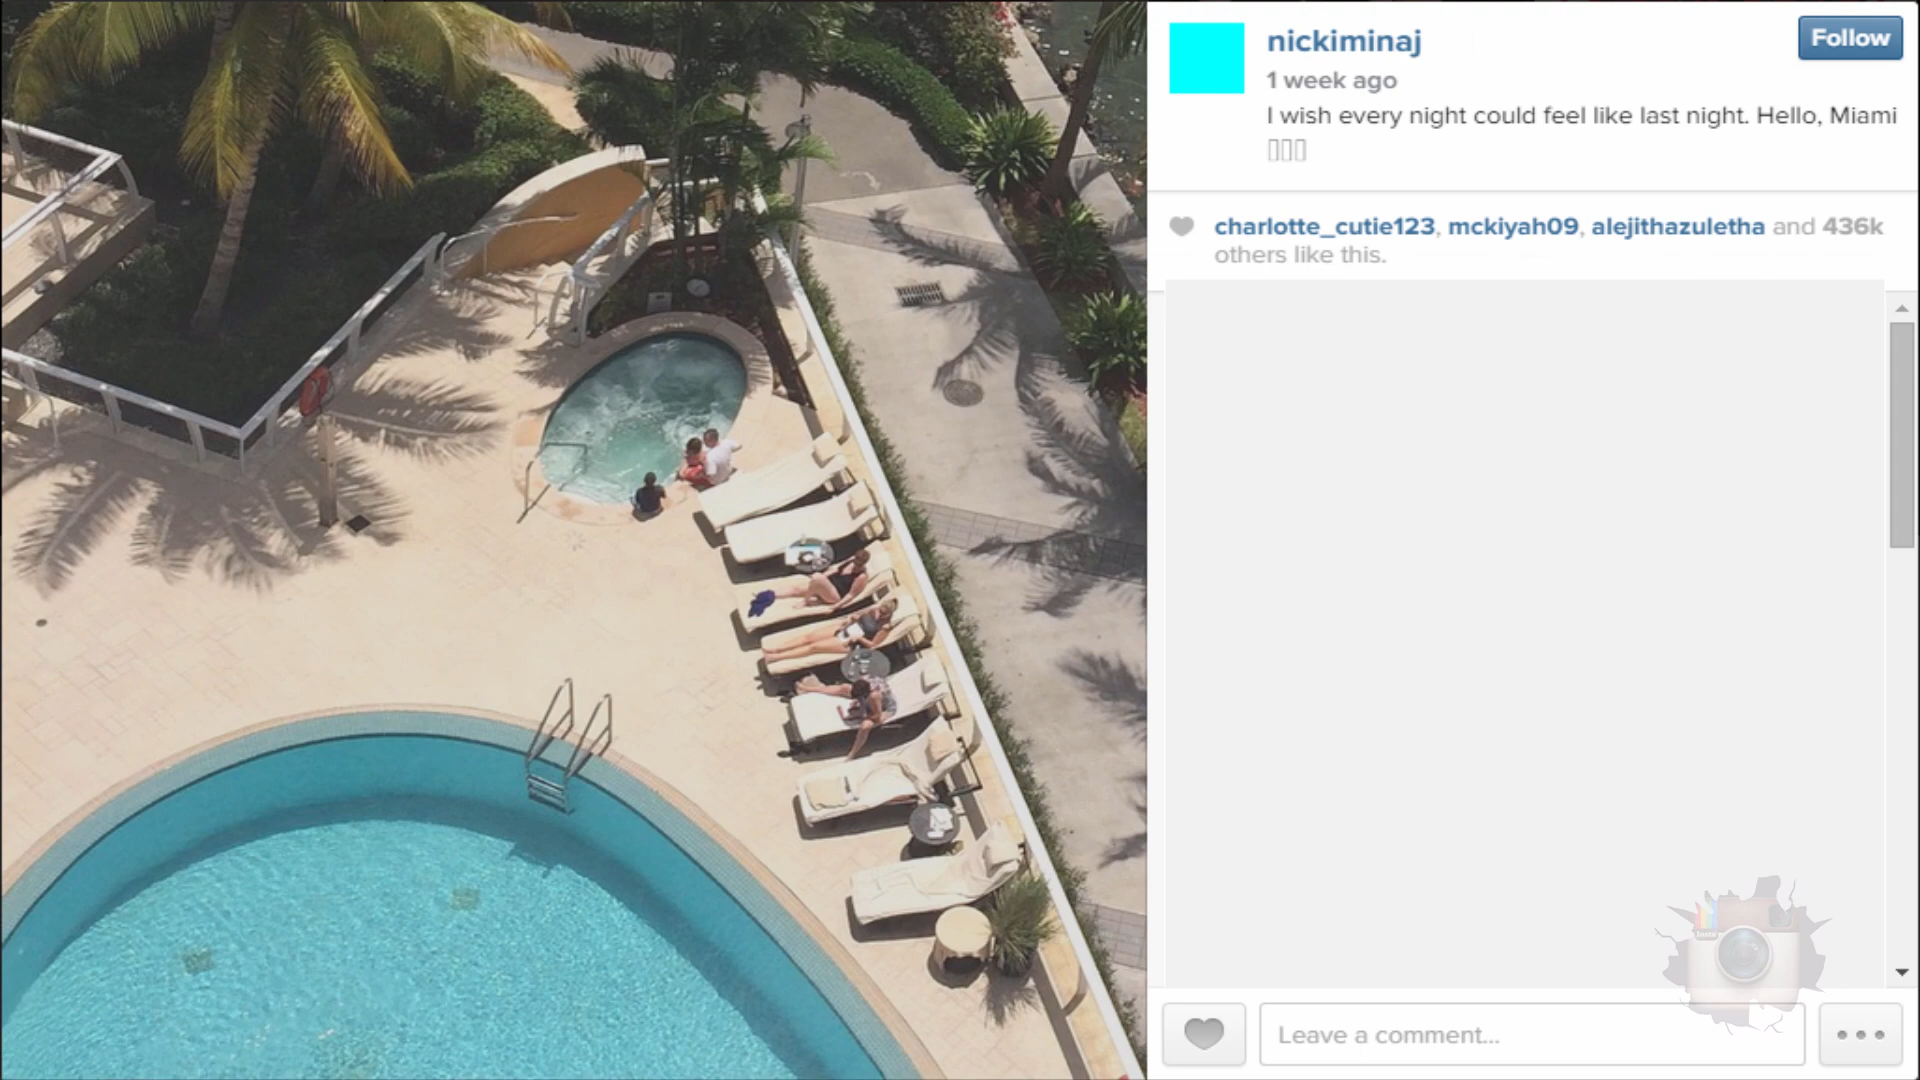 nickiminaj
Follow
1 week ago
I wish every night could feel like last night. Hello, Miami
charlotte_cutie123, mckiyah09, alejithazuletha and 436k
others like this.
Leave a comment...